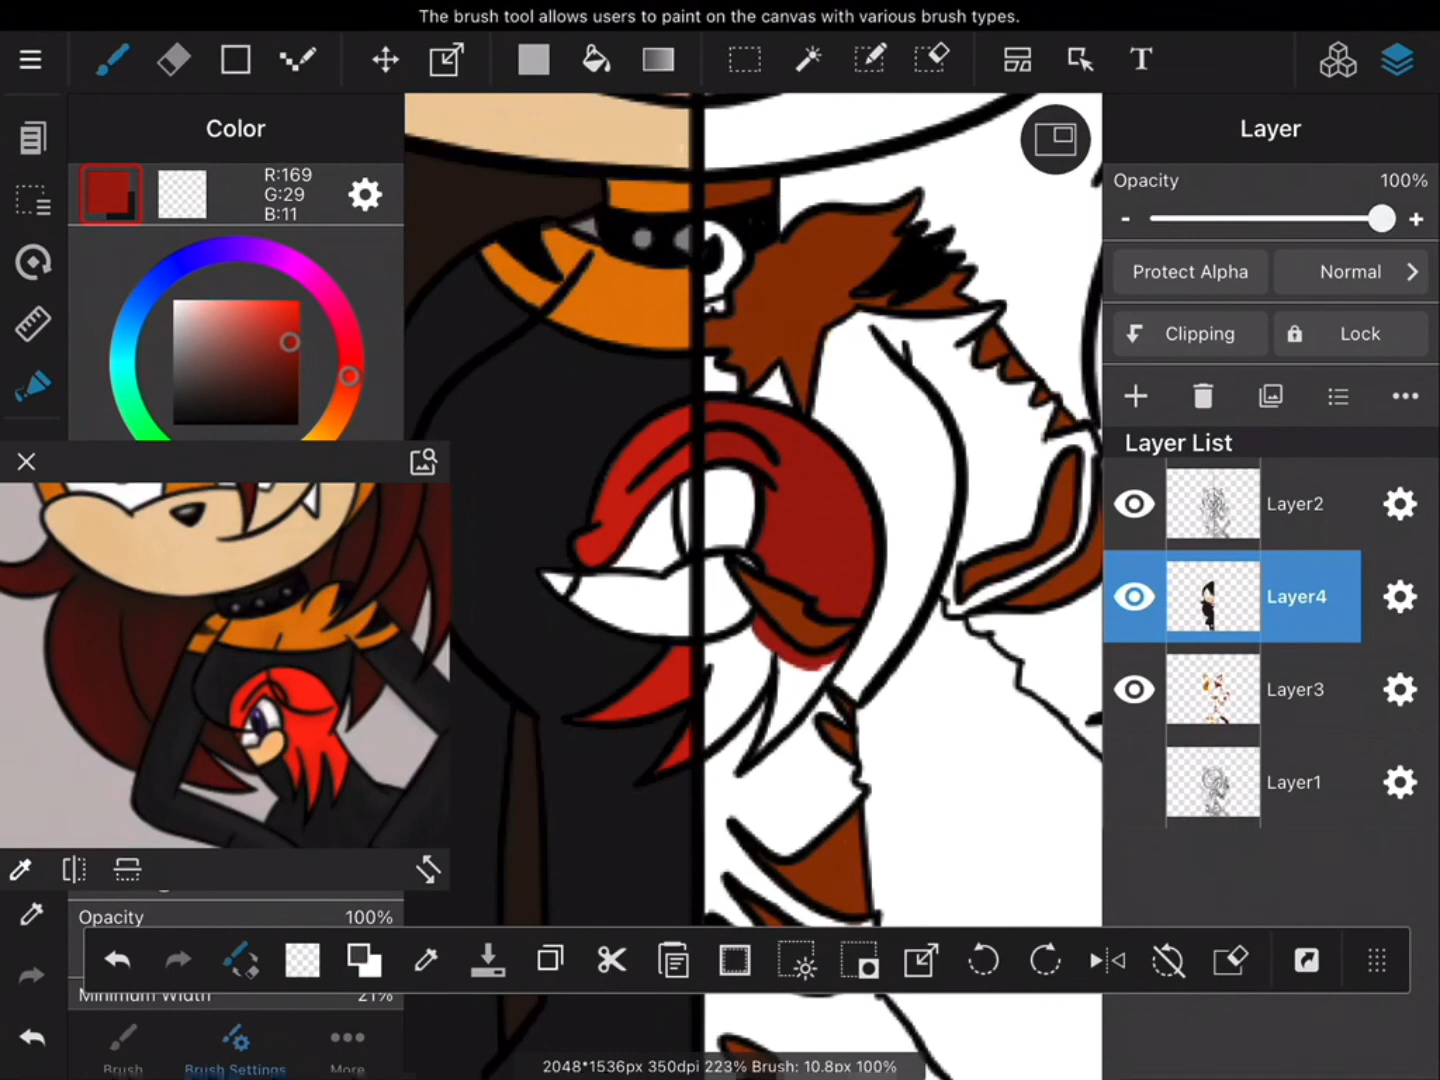 The brush tool allows users to paint on the canvas with various brush types.
T
Color
R:169
G:29
B:11
Layer
Opacity 100%
- +
Protect Alpha Normal
Clipping Lock
Layer List
Layer2
Layer4
Layer3
Layer1
Opacity 100%
Minimum Width 21%
Brush Brush Settings More
2048*1536px 350dpi 223% Brush: 10.8px 100%